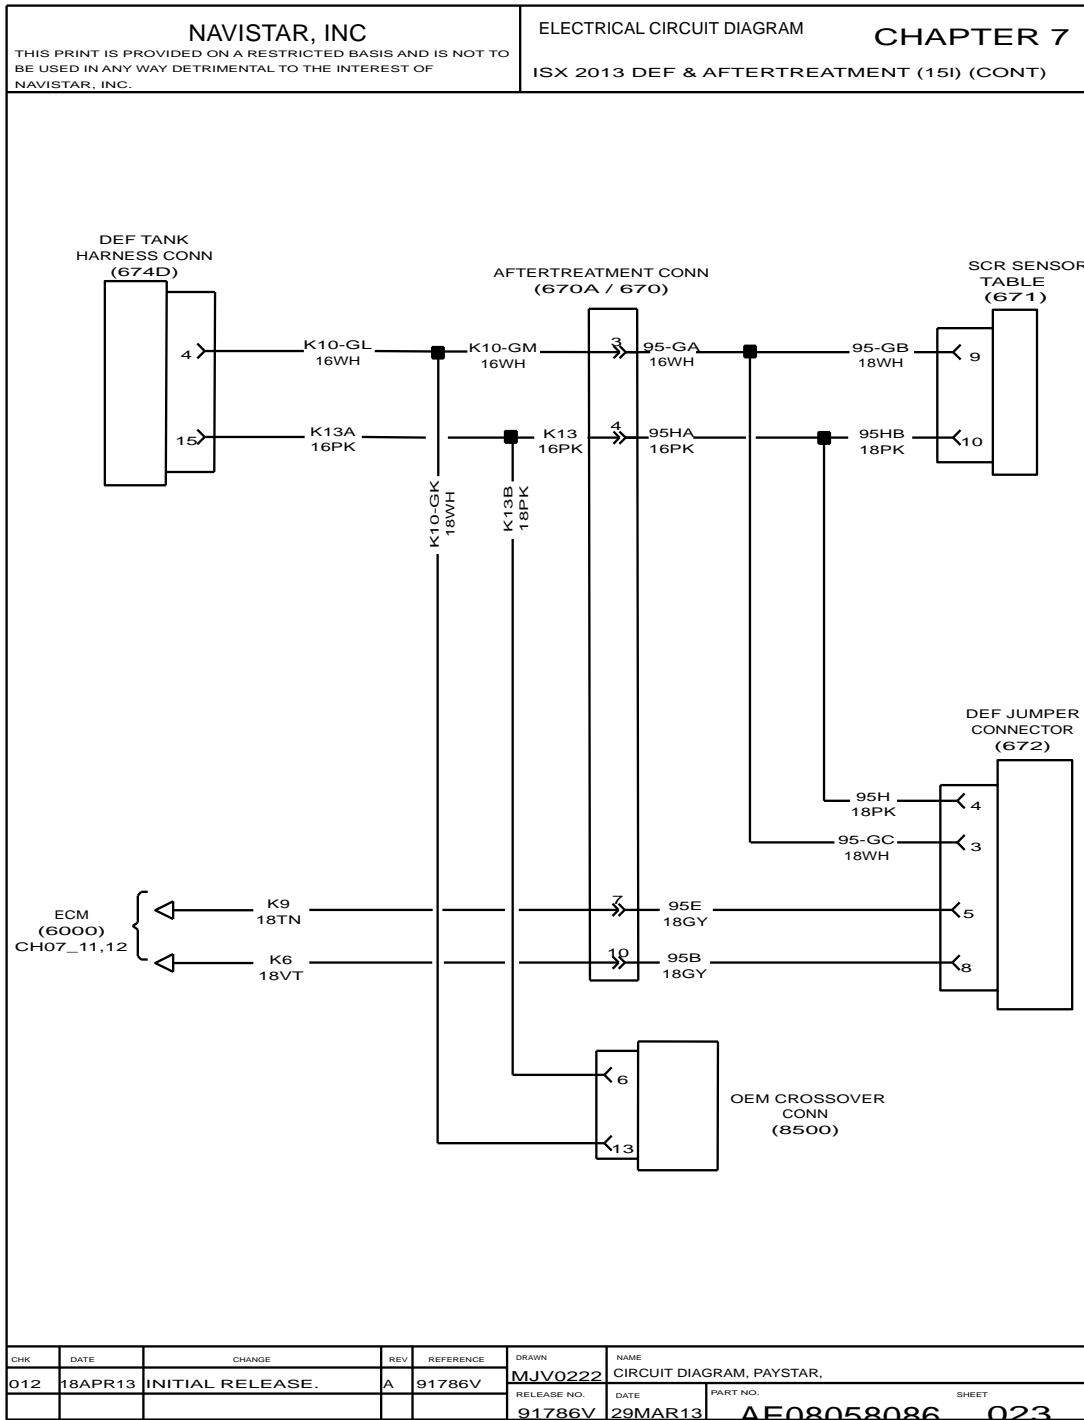 NAVISTAR, INC
THIS PRINT IS PROVIDED ON A RESTRICTED BASIS AND IS NOT TO
BE USED IN ANY WAY DETRIMENTAL TO THE INTEREST OF
NAVISTAR, INC.
ELECTRICAL CIRCUIT DIAGRAM
CHAPTER 7
ISX 2013 DEF & AFTERTREATMENT (15I) (CONT)
DEF TANK
HARNESS CONN
(674D)
AFTERTREATMENT CONN
(670A / 670)
SCR SENSOR
TABLE
(671)
4
K10-GL
16WH
K10-GM
16WH
3
95-GA
16WH
95-GB
18WH
9
15
K13A
16PK
K13
16PK
4
95HA
16PK
95HB
18PK
10
K10-GK
18WH
K13B
18PK
DEF JUMPER
CONNECTOR
(672)
95H
18PK
4
95-GC
18WH
3
ECM
(6000)
CH07_11,12
K9
18TN
7
95E
18GY
5
K6
18VT
10
95B
18GY
8
6
13
OEM CROSSOVER
CONN
(8500)
CHK DATE CHANGE REV REFERENCE
012 18APR13 INITIAL RELEASE. A 91786V
DRAWN
MJV0222
NAME
CIRCUIT DIAGRAM, PAYSTAR,
RELEASE NO.
91786V
DATE
29MAR13
PART NO.
AE08058086
SHEET
023